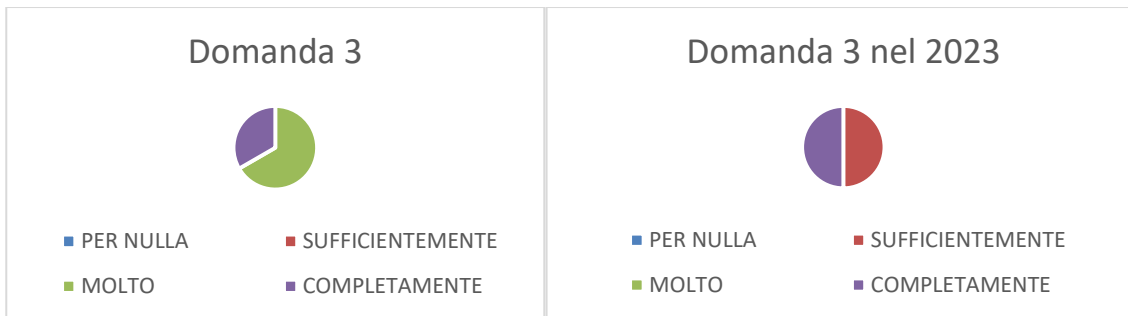 Domanda 3
PER NULLA
SUFFICIENTEMENTE
MOLTO
COMPLETAMENTE
Domanda 3 nel 2023
PER NULLA
SUFFICIENTEMENTE
MOLTO
COMPLETAMENTE